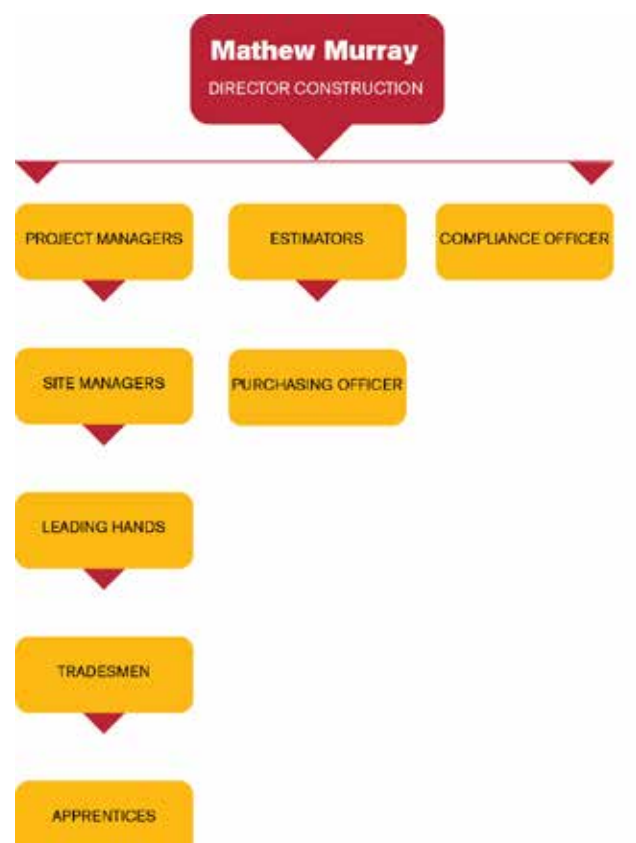 Mathew Murray
DIRECTOR CONSTRUCTION
PROJECT MANAGERS
ESTIMATORS
COMPLIANCE OFFICER
SITE MANAGERS
PURCHASING OFFICER
LEADING HANDS
TRADESMEN
APPRENTICES